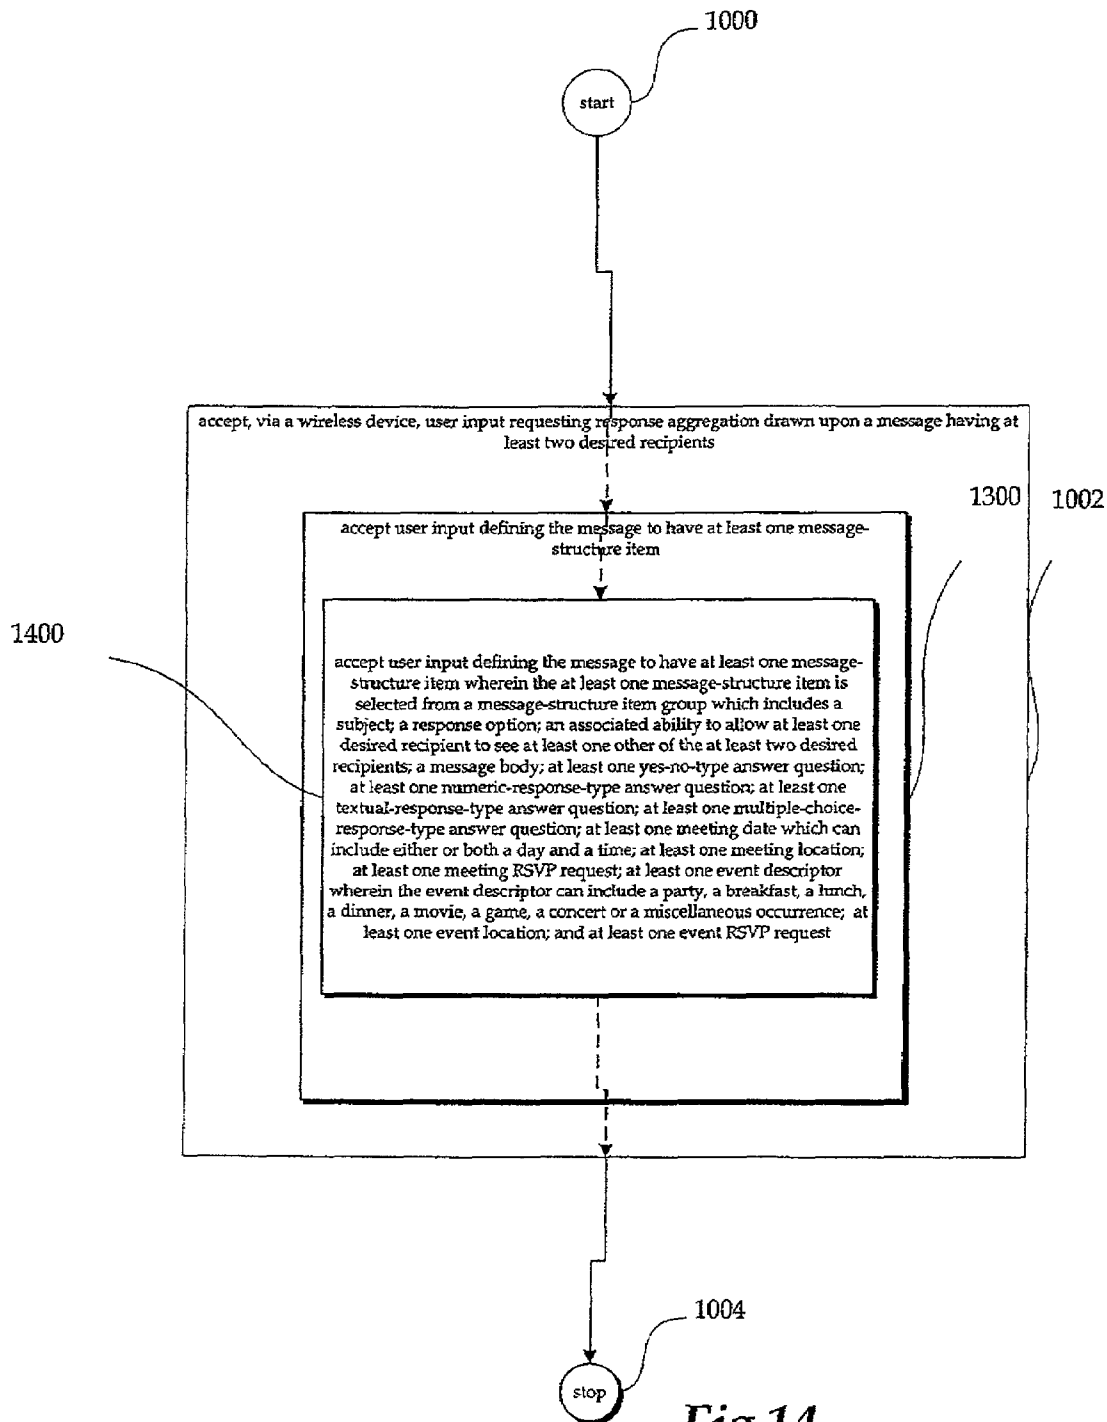 1000
start
accept, via a wireless device, user input requesting response aggregation drawn upon a message having at
least two desired recipients
1300
1002
accept user input defining the message to have at least one message-
structure item
1400
accept user input defining the message to have at least one message-
structure item wherein the at least one message-structure item is
selected from a message-structure item group which includes a
subject; a response option; an associated ability to allow at least one
desired recipient to see at least one other of the at least two desired
recipients; a message body; at least one yes-no-type answer question;
at least one numeric-response-type answer question; at least one
textual-response-type answer question; at least one multiple-choice-
response-type answer question; at least one meeting date which can
include either or both a day and a time; at least one meeting location;
at least one meeting RSVP request; at least one event descriptor
wherein the event descriptor can include a party, a breakfast, a lunch,
a dinner, a movie, a game, a concert or a miscellaneous occurrence; at
least one event location; and at least one event RSVP request
1004
stop
Fig 14